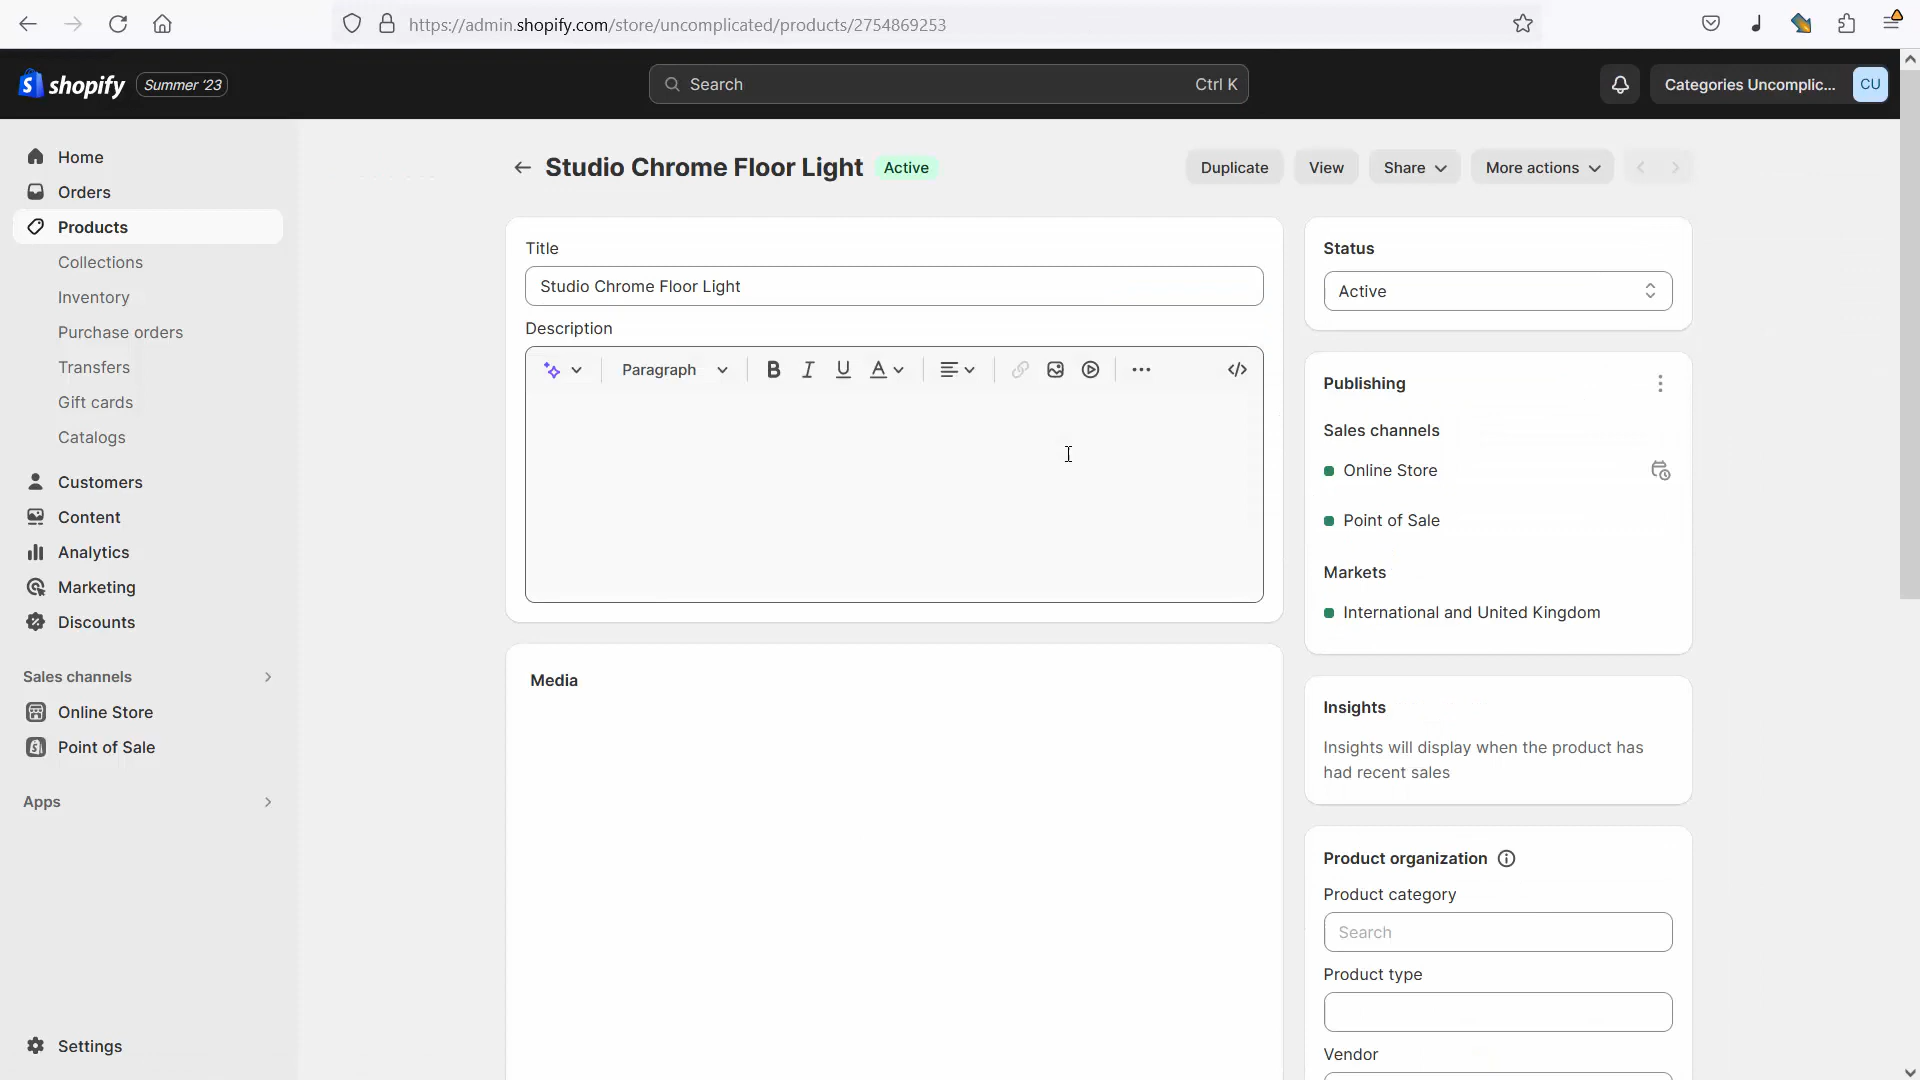 https://admin.shopify.com/store/uncomplicated/products/2754869253
shopify
Summer '23
Search
Ctrl K
Categories Uncomplic...
CU
Home
Orders
Products
Collections
Inventory
Purchase orders
Transfers
Gift cards
Catalogs
Customers
Content
Analytics
Marketing
Discounts
Sales channels
Online Store
Point of Sale
Apps
Settings
Studio Chrome Floor Light
Active
Duplicate
View
Share
More actions
Title
Studio Chrome Floor Light
Description
Paragraph
B
I
U
A
Media
Status
Active
Publishing
Sales channels
Online Store
Point of Sale
Markets
International and United Kingdom
Insights
Insights will display when the product has
had recent sales
Product organization
Product category
Search
Product type
Vendor